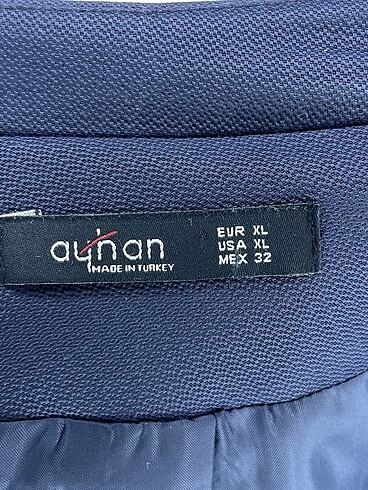 ayhan
MADE IN TURKEY
EUR XL
USA XL
MEX 32